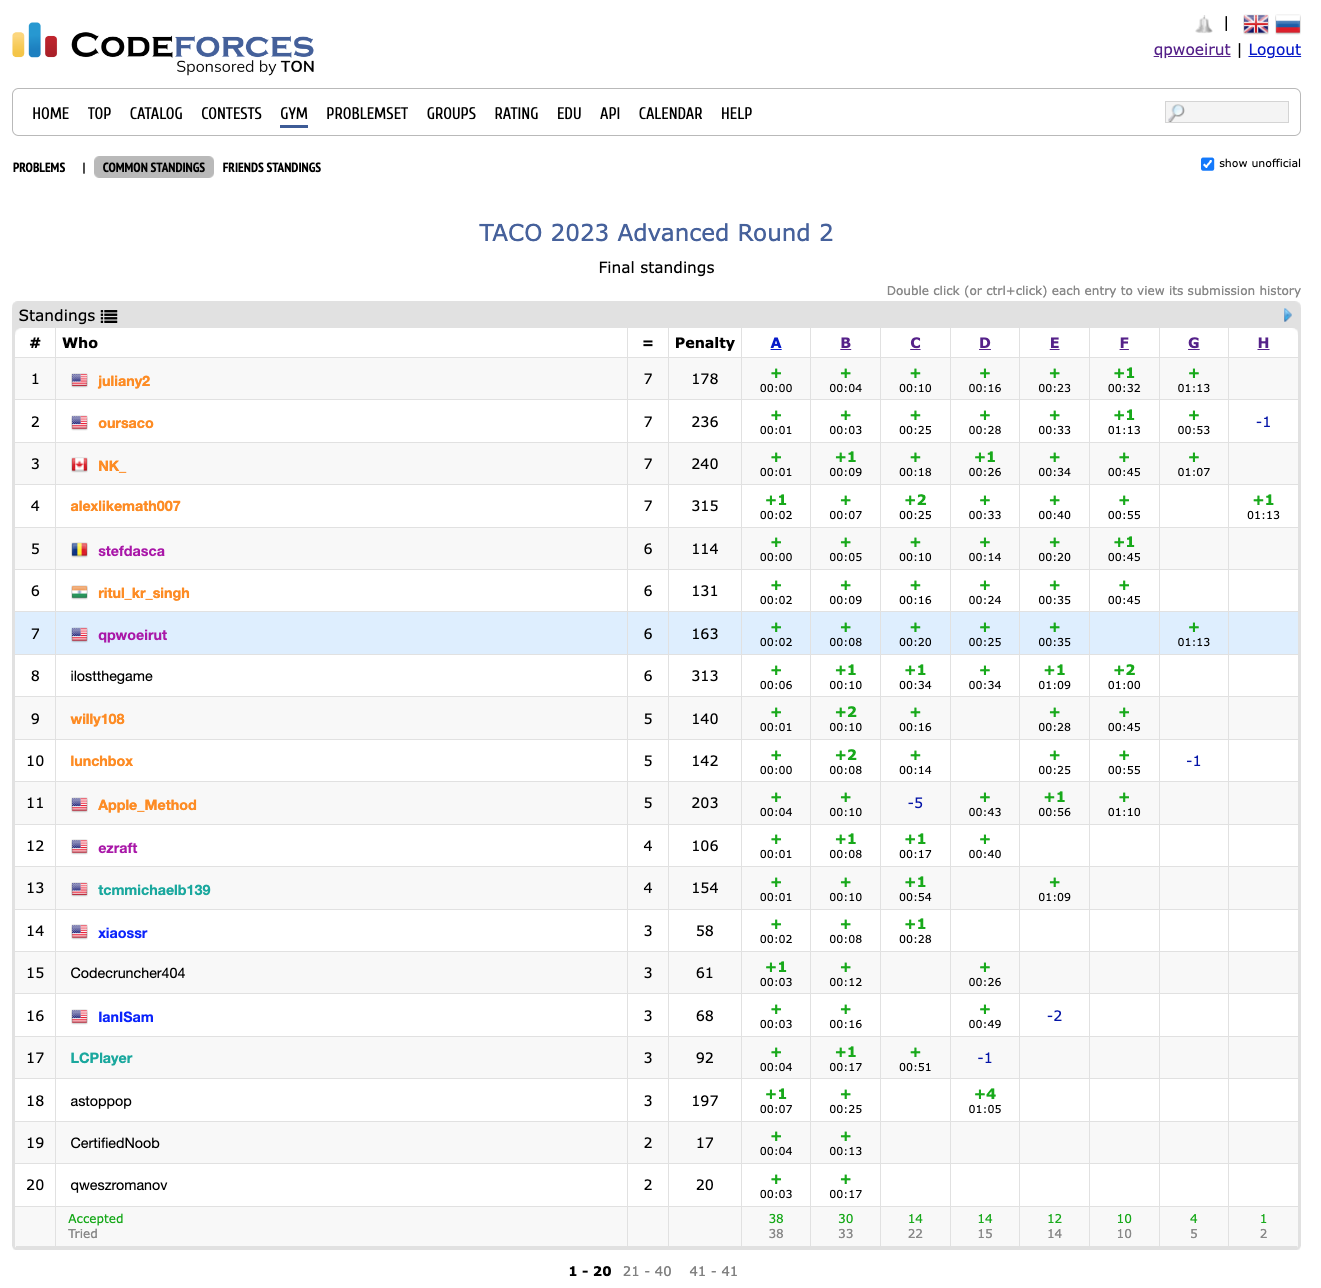 CODEFORCES
Sponsored by TON
|
qpwoeirut | Logout
HOME TOP CATALOG CONTESTS GYM PROBLEMSET GROUPS RATING EDU API CALENDAR HELP
PROBLEMS | COMMON STANDINGS FRIENDS STANDINGS
show unofficial
TACO 2023 Advanced Round 2
Final standings
Double click (or ctrl+click) each entry to view its submission history
Standings
# Who = Penalty A B C D E F G H
1 juliany2 7 178 + + + + + +1 +
00:00 00:04 00:10 00:16 00:23 00:32 01:13
2 oursaco 7 236 + + + + + +1 + -1
00:01 00:03 00:25 00:28 00:33 01:13 00:53
3 NK_ 7 240 + +1 + +1 + + +
00:01 00:09 00:18 00:26 00:34 00:45 01:07
4 alexlikemath007 7 315 +1 + +2 + + + +1
00:02 00:07 00:25 00:33 00:40 00:55 01:13
5 stefdasca 6 114 + + + + + +1
00:00 00:05 00:10 00:14 00:20 00:45
6 ritul_kr_singh 6 131 + + + + + +
00:02 00:09 00:16 00:24 00:35 00:45
7 qpwoeirut 6 163 + + + + + +
00:02 00:08 00:20 00:25 00:35 01:13
8 ilostthegame 6 313 + +1 +1 + +1 +2
00:06 00:10 00:34 00:34 01:09 01:00
9 willy108 5 140 + +2 + + +
00:01 00:10 00:16 00:28 00:45
10 lunchbox 5 142 + +2 + + + -1
00:00 00:08 00:14 00:25 00:55
11 Apple_Method 5 203 + + -5 + +1 +
00:04 00:10 00:43 00:56 01:10
12 ezraft 4 106 + +1 +1 +
00:01 00:08 00:17 00:40
13 tcmmichaelb139 4 154 + + +1 +
00:01 00:10 00:54 01:09
14 xiaossr 3 58 + + +1
00:02 00:08 00:28
15 Codecruncher404 3 61 +1 + +
00:03 00:12 00:26
16 IanISam 3 68 + + + -2
00:03 00:16 00:49
17 LCPlayer 3 92 + +1 + -1
00:04 00:17 00:51
18 astoppop 3 197 +1 + +4
00:07 00:25 01:05
19 CertifiedNoob 2 17 + +
00:04 00:13
20 qweszromanov 2 20 + +
00:03 00:17
Accepted 38 30 14 14 12 10 4 1
Tried 38 33 22 15 14 10 5 2
1 - 20 21 - 40 41 - 41